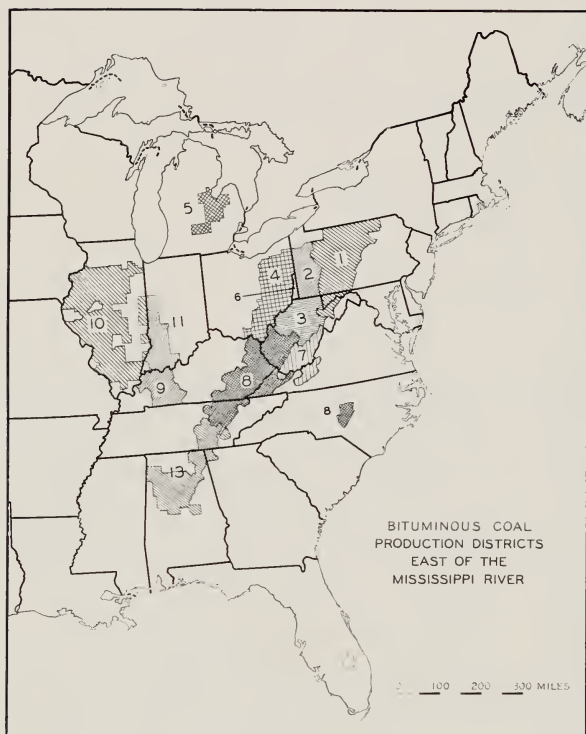 5
1
2
4
6
3
10
11
7
8
9
8
13
BITUMINOUS COAL
PRODUCTION DISTRICTS
EAST OF THE
MISSISSIPPI RIVER
0 100 200 300 MILES